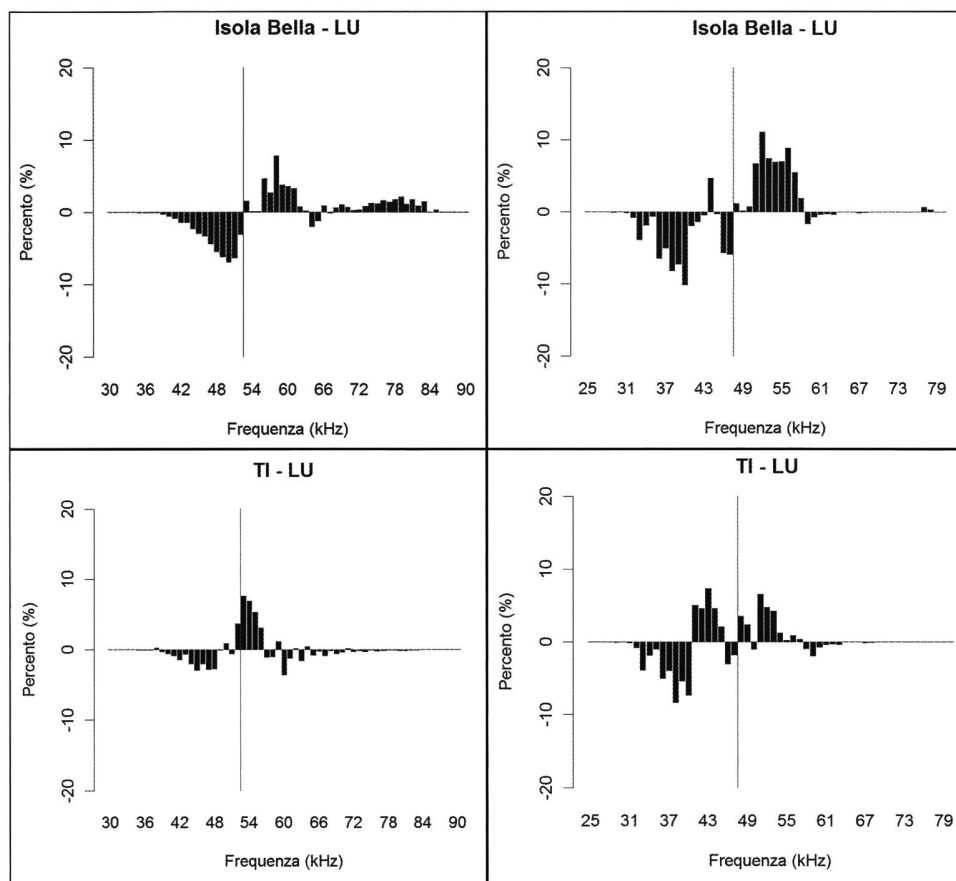 Isola Bella - LU
20
10
0
-10
-20
Percento (%)
30 36 42 48 54 60 66 72 78 84 90
Frequenza (kHz)
Isola Bella - LU
20
10
0
-10
-20
Percento (%)
25 31 37 43 49 55 61 67 73 79
Frequenza (kHz)
TI - LU
20
10
0
-10
-20
Percento (%)
30 36 42 48 54 60 66 72 78 84 90
Frequenza (kHz)
TI - LU
20
10
0
-10
-20
Percento (%)
25 31 37 43 49 55 61 67 73 79
Frequenza (kHz)